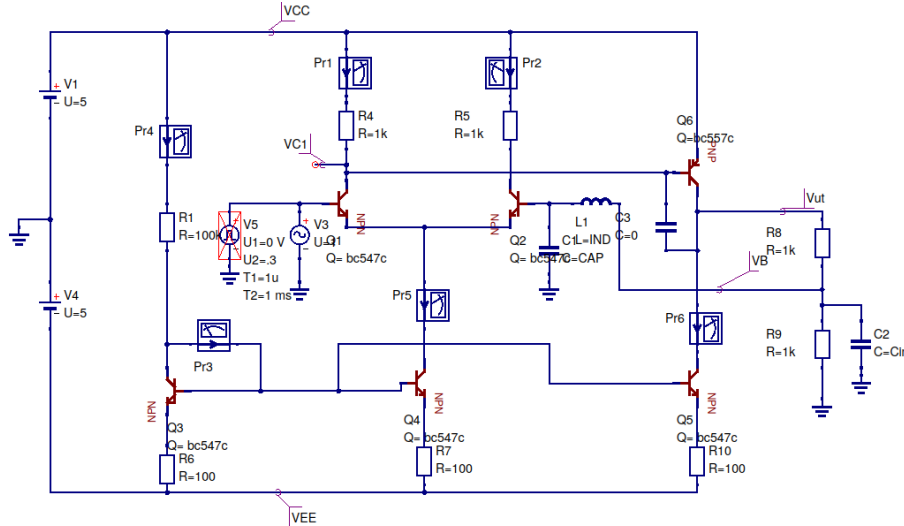 VCC
V1
U=5
Pr4
Pr1
Pr2
R4
R=1k
R5
R=1k
Q6
Q=bc557c
PNP
VC1
R1
R=100k
V5
U1=0 V
U2=.3
T1=1u
T2=1 ms
V3
U=1
Q1
Q= bc547c
NPN
NPN
Q2
Q= bc547c
L1
L=IND
C1
C=CAP
C3
C=0
Vut
R8
R=1k
VB
V4
U=5
Pr5
Pr3
Pr6
R9
R=1k
C2
NPN
Q3
Q= bc547c
NPN
Q4
Q= bc547c
NPN
Q5
Q= bc547c
R6
R=100
R7
R=100
R10
R=100
VEE